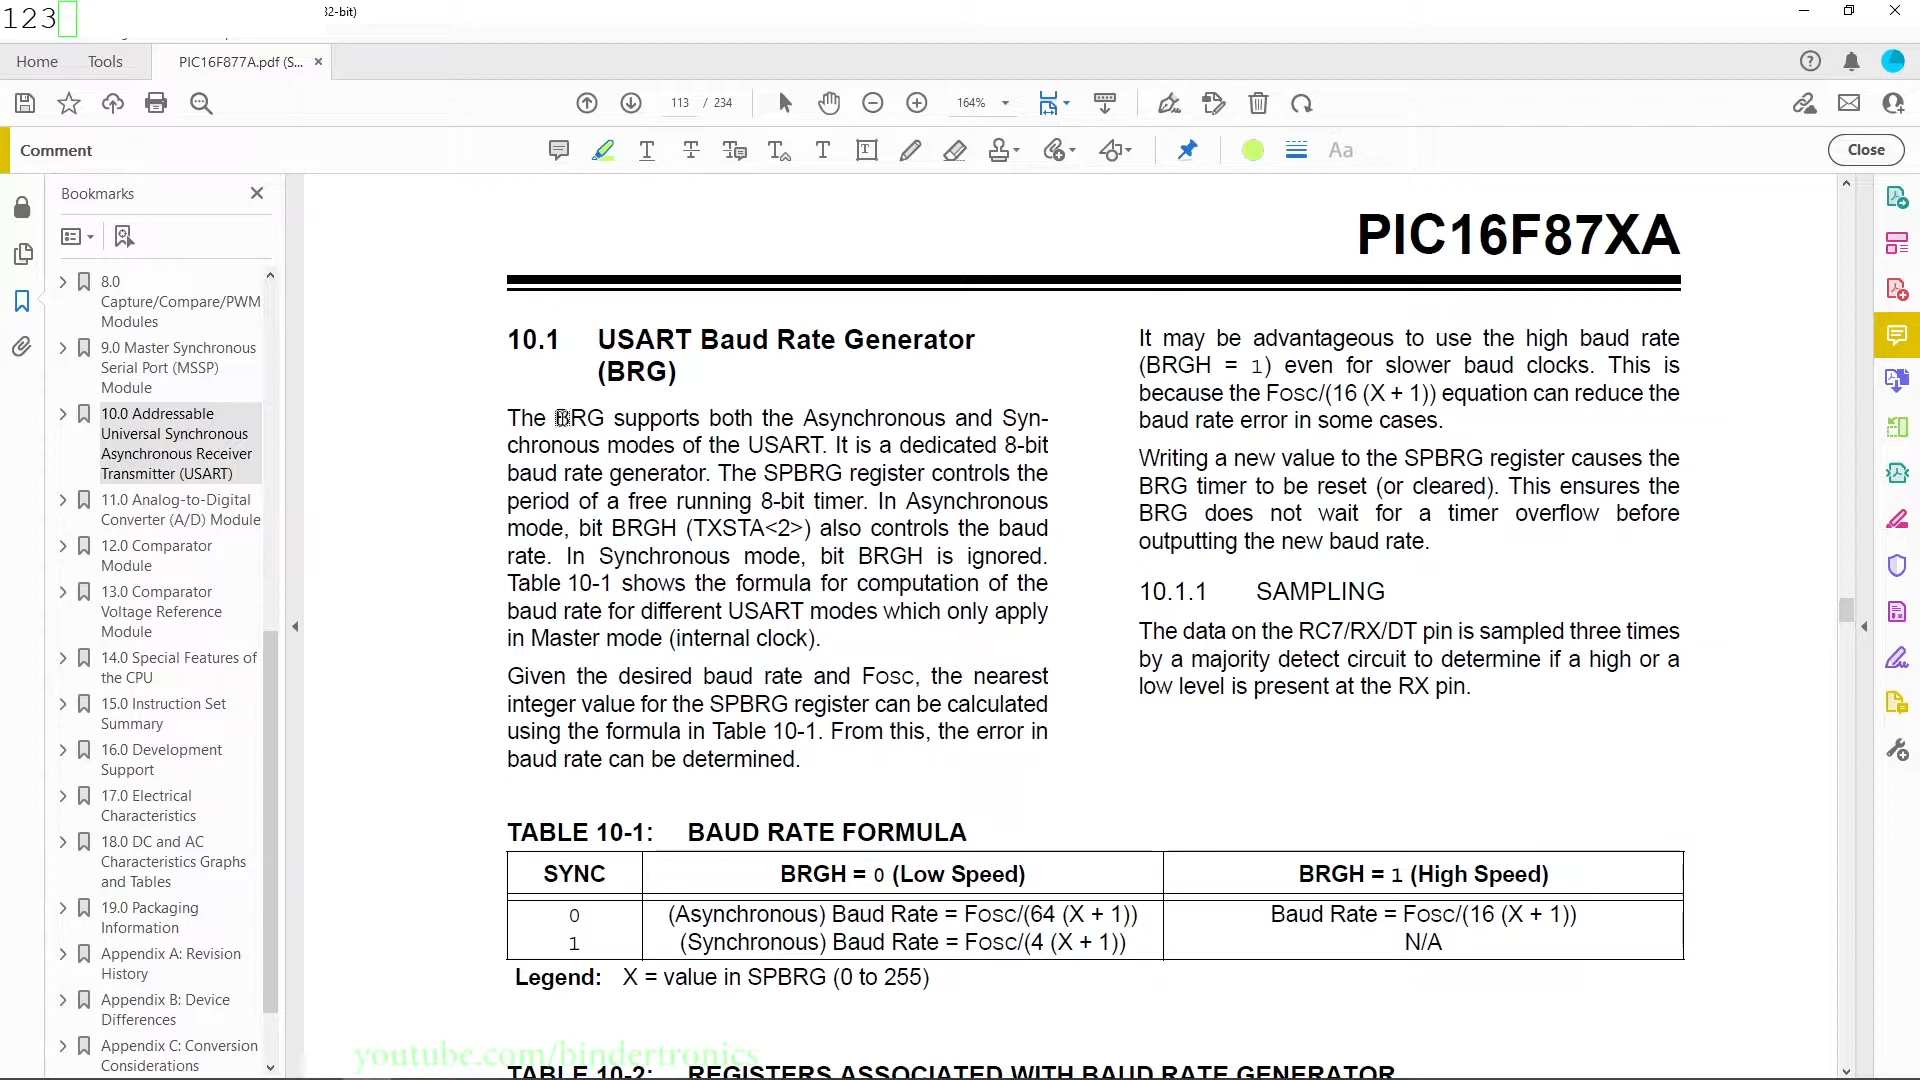 123
32-bit)
Home
Tools
PIC16F877A.pdf (S...
113 / 234
164%
Comment
Aa
Close
Bookmarks
8.0
Capture/Compare/PWM
Modules
9.0 Master Synchronous
Serial Port (MSSP)
Module
10.0 Addressable
Universal Synchronous
Asynchronous Receiver
Transmitter (USART)
11.0 Analog-to-Digital
Converter (A/D) Module
12.0 Comparator
Module
13.0 Comparator
Voltage Reference
Module
14.0 Special Features of
the CPU
15.0 Instruction Set
Summary
16.0 Development
Support
17.0 Electrical
Characteristics
18.0 DC and AC
Characteristics Graphs
and Tables
19.0 Packaging
Information
Appendix A: Revision
History
Appendix B: Device
Differences
Appendix C: Conversion
Considerations
PIC16F87XA
10.1 USART Baud Rate Generator
(BRG)
The BRG supports both the Asynchronous and Syn-
chronous modes of the USART. It is a dedicated 8-bit
baud rate generator. The SPBRG register controls the
period of a free running 8-bit timer. In Asynchronous
mode, bit BRGH (TXSTA<2>) also controls the baud
rate. In Synchronous mode, bit BRGH is ignored.
Table 10-1 shows the formula for computation of the
baud rate for different USART modes which only apply
in Master mode (internal clock).
Given the desired baud rate and Fosc, the nearest
integer value for the SPBRG register can be calculated
using the formula in Table 10-1. From this, the error in
baud rate can be determined.
It may be advantageous to use the high baud rate
(BRGH = 1) even for slower baud clocks. This is
because the Fosc/(16 (X + 1)) equation can reduce the
baud rate error in some cases.
Writing a new value to the SPBRG register causes the
BRG timer to be reset (or cleared). This ensures the
BRG does not wait for a timer overflow before
outputting the new baud rate.
10.1.1 SAMPLING
The data on the RC7/RX/DT pin is sampled three times
by a majority detect circuit to determine if a high or a
low level is present at the RX pin.
TABLE 10-1: BAUD RATE FORMULA
SYNC BRGH = 0 (Low Speed) BRGH = 1 (High Speed)
0 (Asynchronous) Baud Rate = Fosc/(64 (X + 1)) Baud Rate = Fosc/(16 (X + 1))
1 (Synchronous) Baud Rate = Fosc/(4 (X + 1)) N/A
Legend: X = value in SPBRG (0 to 255)
youtube.com/bindertronics
TABLE 10-2: REGISTERS ASSOCIATED WITH BAUD RATE GENERATOR